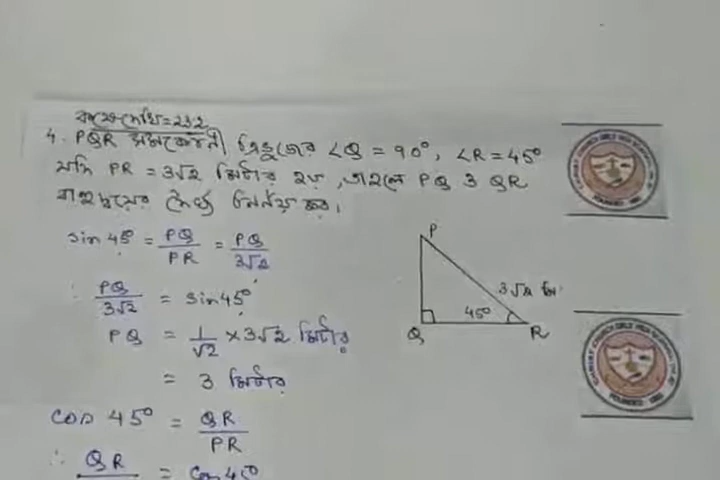 কষে দেখি = 23.2
4. PQR সমকোণী ত্রিভুজের ∠Q = 90°, ∠R = 45°
যদি PR = 3√2 মিটার হয়, তাহলে PQ ও QR
বাহুদ্বয়ের দৈর্ঘ্য নির্ণয় কর।
sin 45° = PQ/PR = PQ/3√2
∴ PQ/3√2 = sin 45°
PQ = 1/√2 × 3√2 মিটার
= 3 মিটার
cos 45° = QR/PR
∴ QR = cos 45°
P
3√2 মি.
45°
Q R